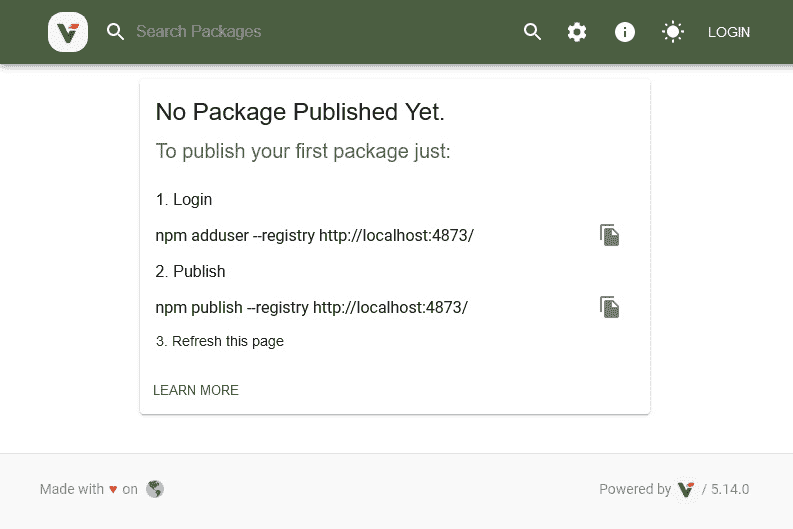 Search Packages
LOGIN
No Package Published Yet.
To publish your first package just:
1. Login
npm adduser --registry http://localhost:4873/
2. Publish
npm publish --registry http://localhost:4873/
3. Refresh this page
LEARN MORE
Made with ♥ on
Powered by / 5.14.0